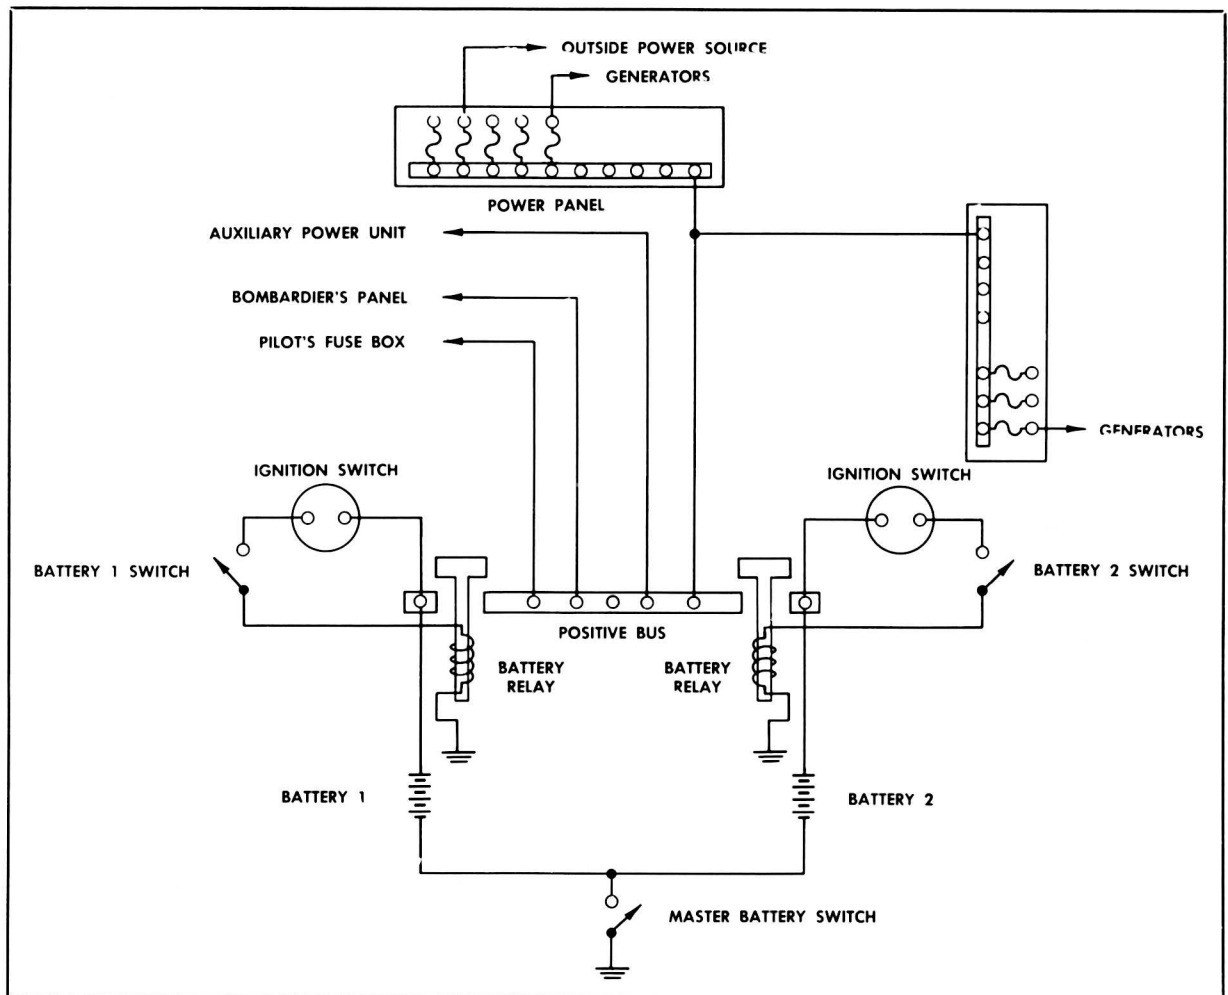 OUTSIDE POWER SOURCE
GENERATORS
POWER PANEL
AUXILIARY POWER UNIT
BOMBARDIER'S PANEL
PILOT'S FUSE BOX
GENERATORS
IGNITION SWITCH
IGNITION SWITCH
BATTERY 1 SWITCH
BATTERY 2 SWITCH
POSITIVE BUS
BATTERY
RELAY
BATTERY
RELAY
BATTERY 1
BATTERY 2
MASTER BATTERY SWITCH